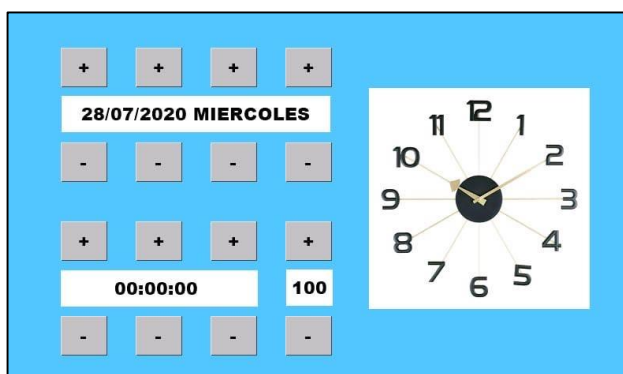 + + + +
28/07/2020 MIERCOLES
- - - -
+ + + +
00:00:00 100
- - - -
12
11 1
10 2
9 3
8 4
7 5
6